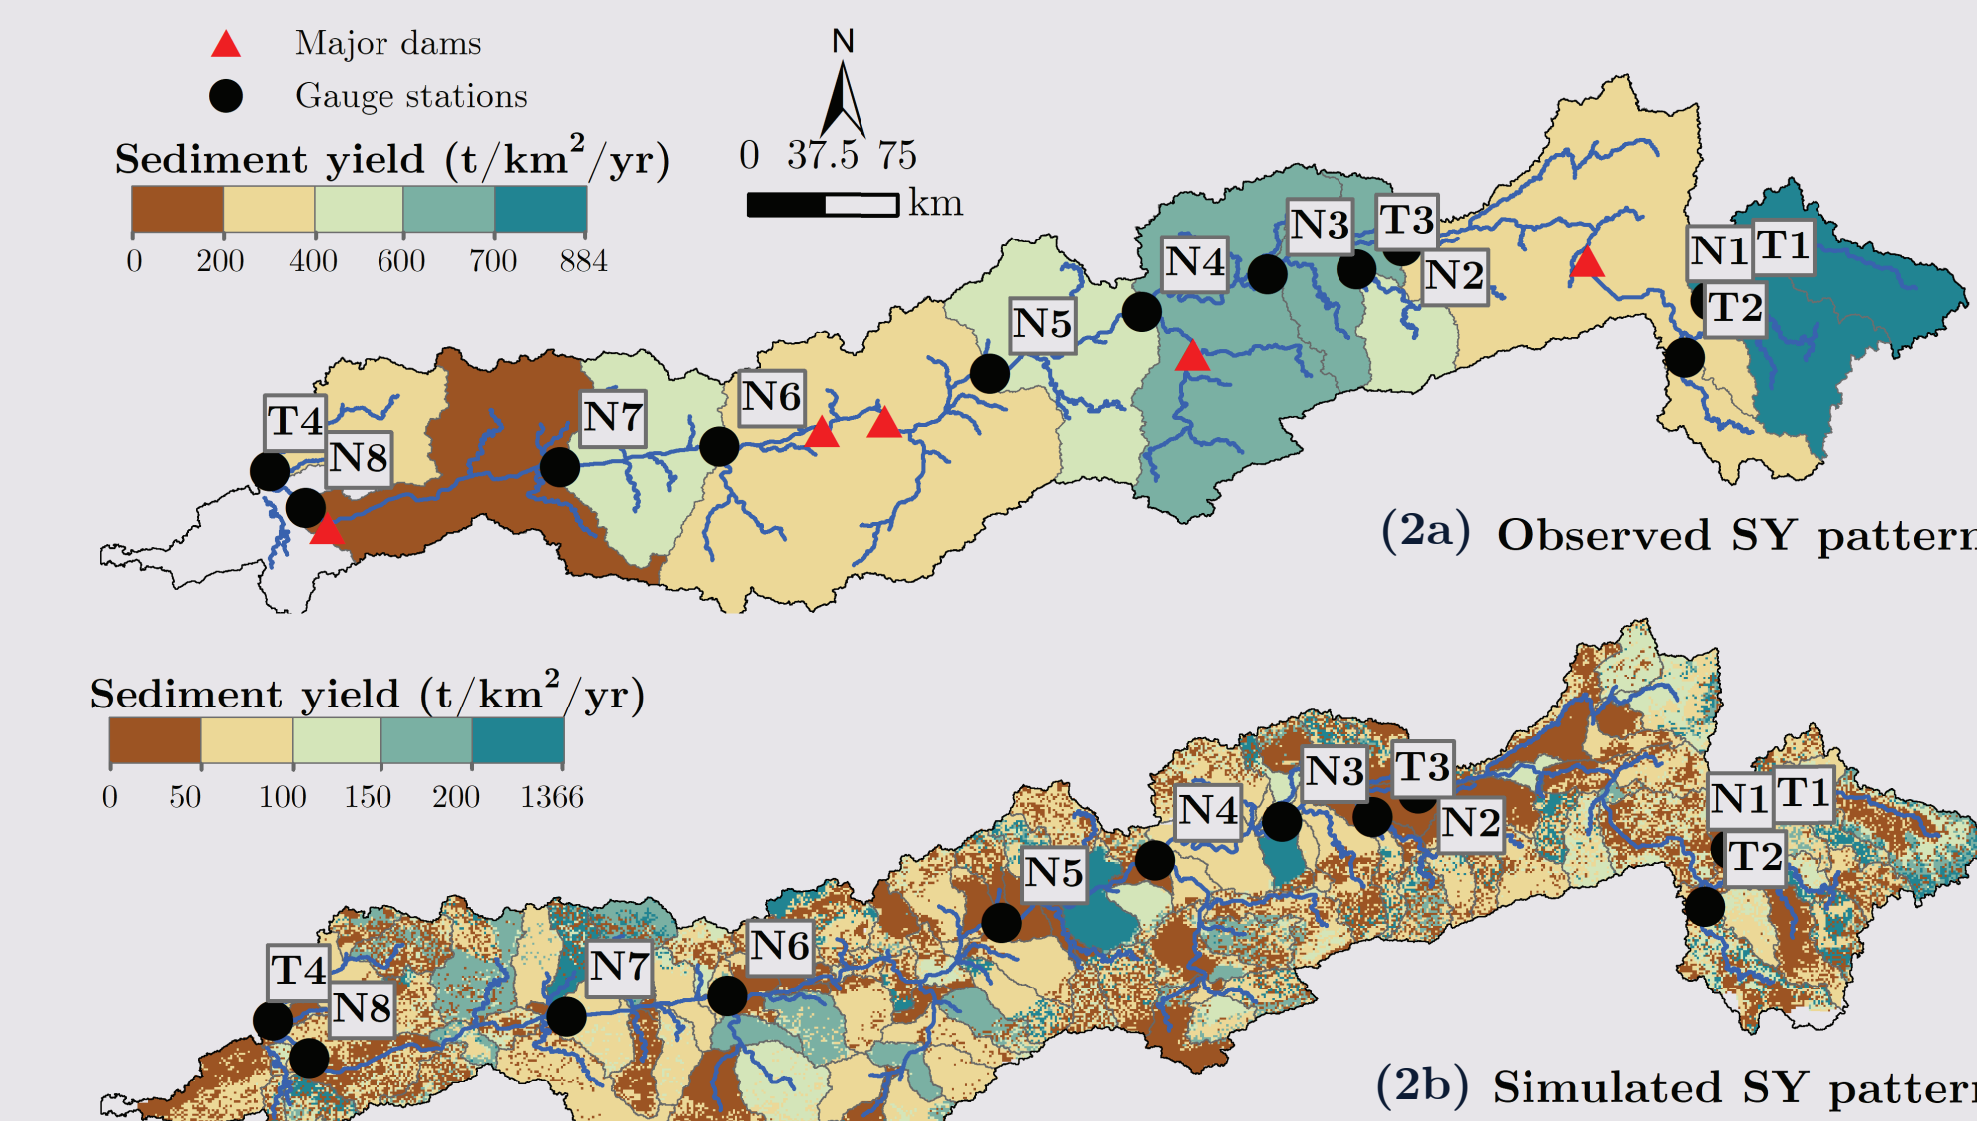 Major dams
Gauge stations
Sediment yield (t/km²/yr)
0 200 400 600 700 884
N
0 37.5 75
km
N1 T1
T2
N3 T3
N4 N2
N5
N6
N7
T4
N8
(2a) Observed SY pattern
Sediment yield (t/km²/yr)
0 50 100 150 200 1366
N3 T3
N1 T1
N4 N2
T2
N5
N6
N7
T4
N8
(2b) Simulated SY pattern